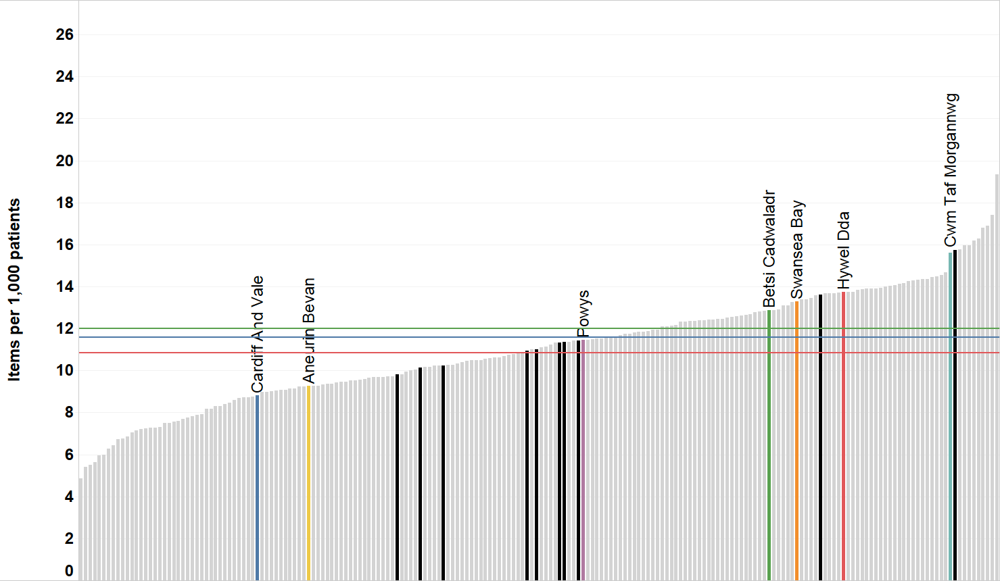 Items per 1,000 patients
26
24
22
20
18
16
14
12
10
8
6
4
2
0
Cardiff And Vale
Aneurin Bevan
Powys
Betsi Cadwaladr
Swansea Bay
Hywel Dda
Cwm Taf Morgannwg